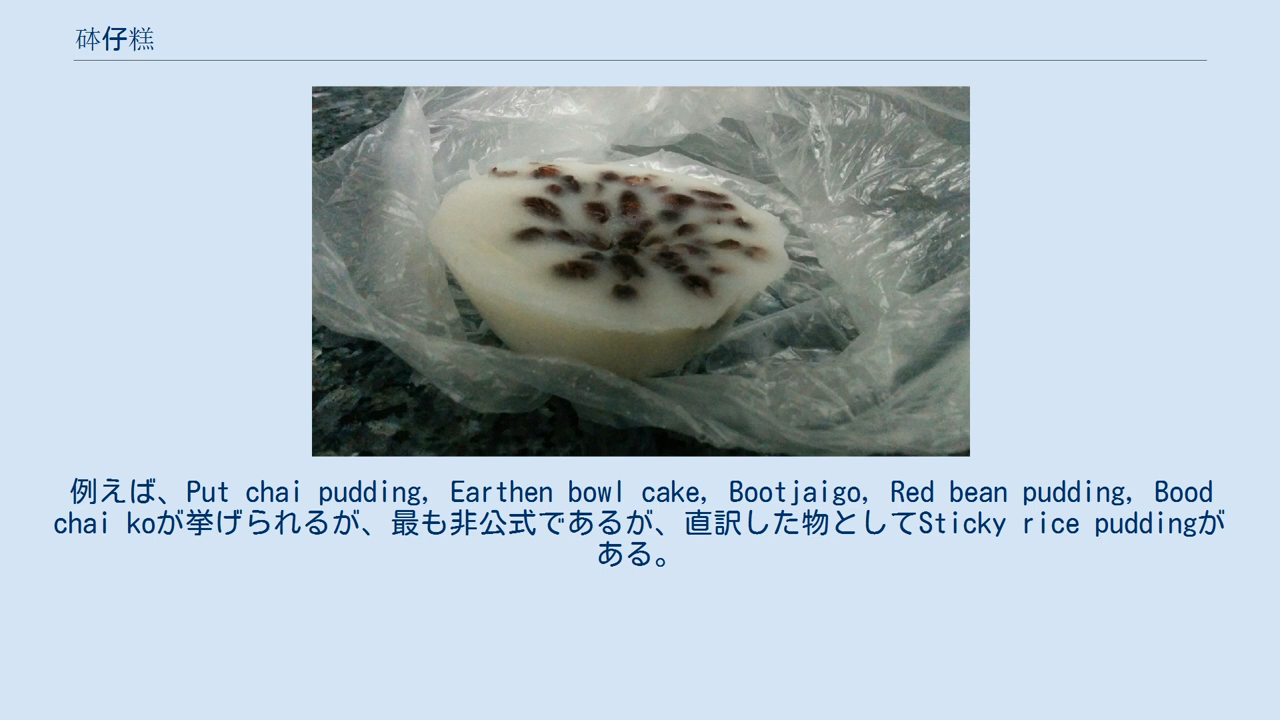 砵仔糕
例えば、Put chai pudding, Earthen bowl cake, Bootjaigo, Red bean pudding, Bood
chai koが挙げられるが、最も非公式であるが、直訳した物としてSticky rice puddingが
ある。